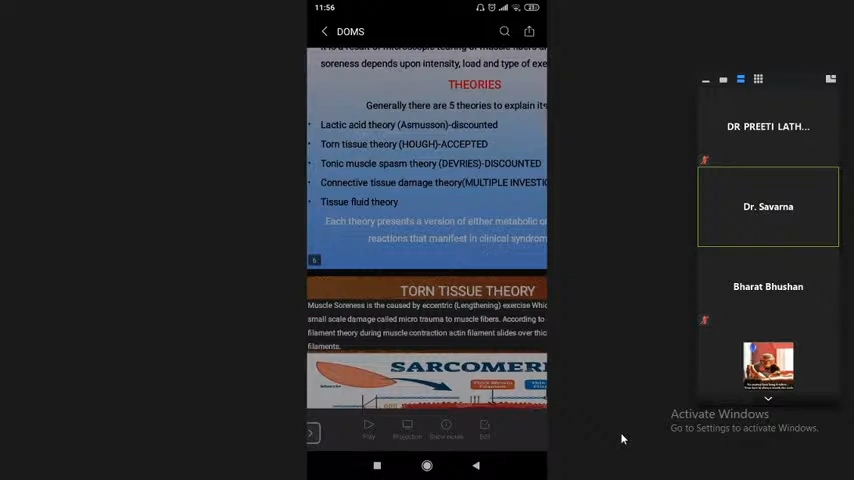 11:56
23
DOMS
soreness depends upon intensity, load and type of exe
THEORIES
Generally there are 5 theories to explain its
• Lactic acid theory (Asmusson)-discounted
• Torn tissue theory (HOUGH)-ACCEPTED
• Tonic muscle spasm theory (DEVRIES)-DISCOUNTED
• Connective tissue damage theory(MULTIPLE INVESTIG
• Tissue fluid theory
Each theory presents a version of either metabolic or
reactions that manifest in clinical syndrom
6
TORN TISSUE THEORY
Muscle Soreness is the caused by eccentric (Lengthening) exercise Whic
small scale damage called micro trauma to muscle fibers. According to
filament theory during muscle contraction actin filament slides over thic
filaments.
SARCOMER
Play
Projection
Show notes
Edit
DR PREETI LATH...
Dr. Savarna
Bharat Bhushan
Activate Windows
Go to Settings to activate Windows.